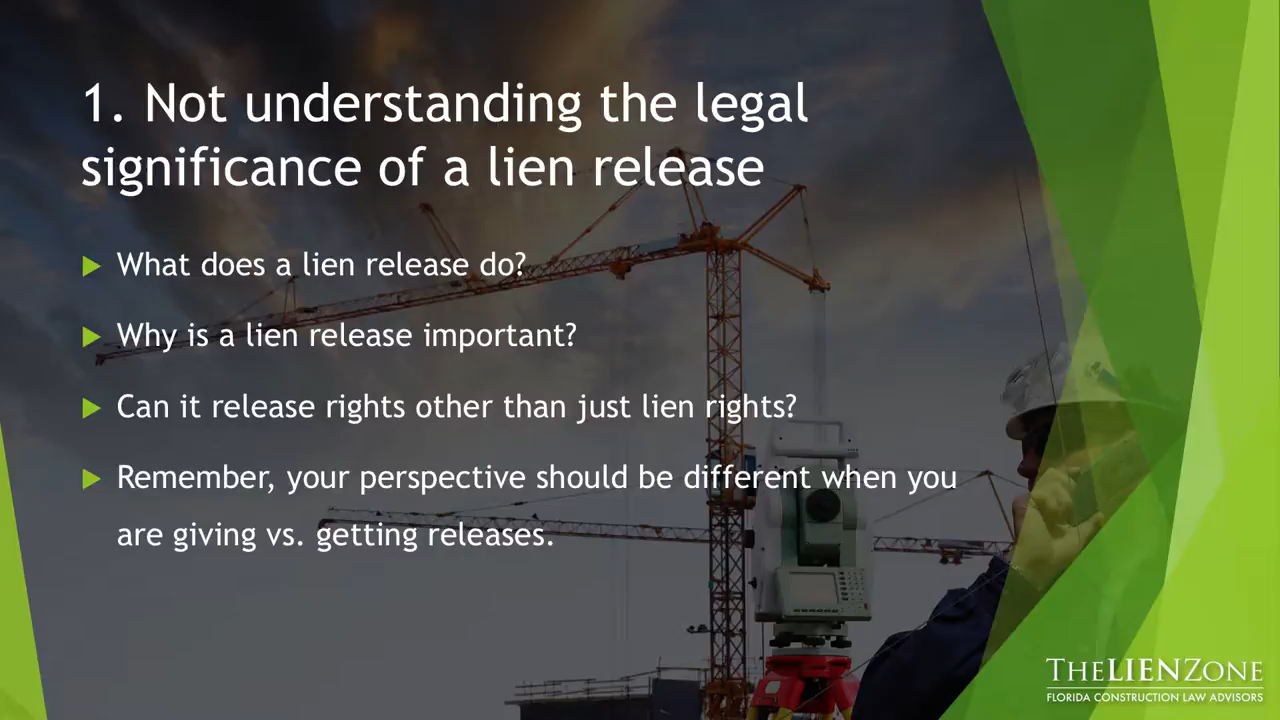 1. Not understanding the legal
significance of a lien release
What does a lien release do?
Why is a lien release important?
Can it release rights other than just lien rights?
Remember, your perspective should be different when you
are giving vs. getting releases.
THELIENZONE
FLORIDA CONSTRUCTION LAW ADVISORS